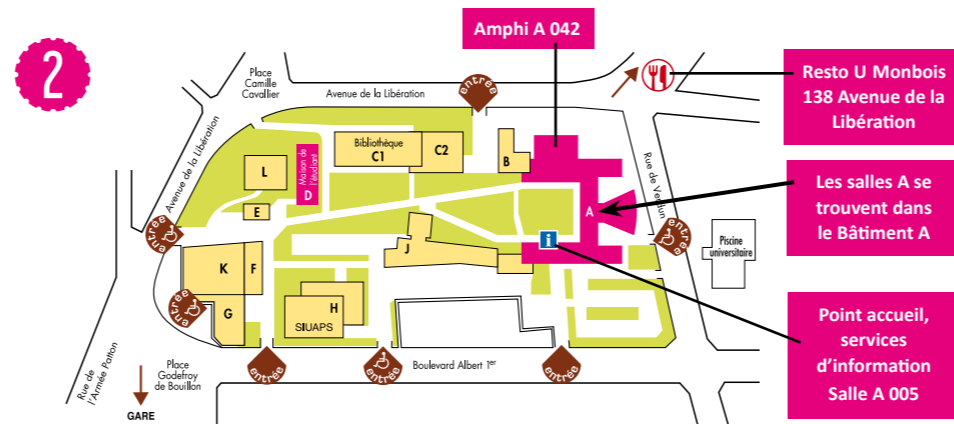 2
Amphi A 042
Resto U Monbois
138 Avenue de la
Libération
Les salles A se
trouvent dans
le Bâtiment A
Point accueil,
services
d'information
Salle A 005
Place
Camille
Cavallier
Avenue de la Libération
entrée
Avenue de la Libération
Bibliothèque
C1
C2
B
L
Maison de
l'étudiant
D
E
A
Rue de Verdun
entrée
entrée
i
J
Piscine
universitaire
K
F
entrée
G
H
SIUAPS
entrée
entrée
entrée
Boulevard Albert 1er
Rue de
l'Armée Patton
Place
Godefroy
de Bouillon
GARE